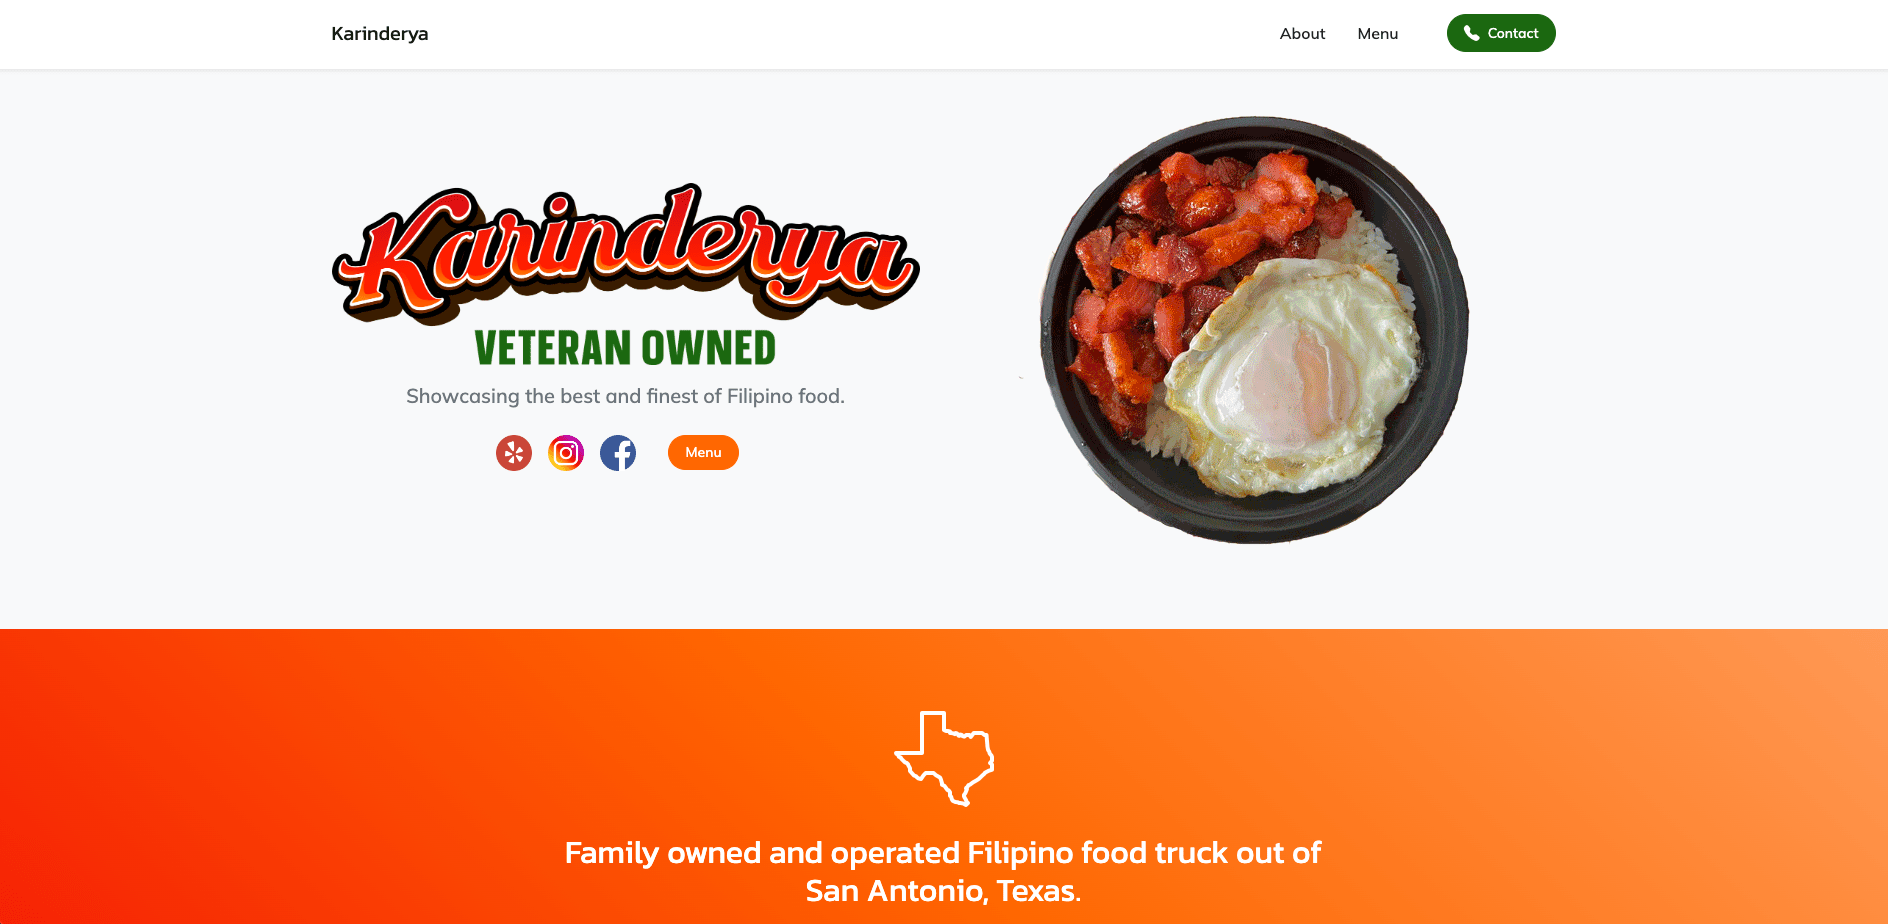 Karinderya
About
Menu
Contact
Karinderya
VETERAN OWNED
Showcasing the best and finest of Filipino food.
Menu
Family owned and operated Filipino food truck out of
San Antonio, Texas.